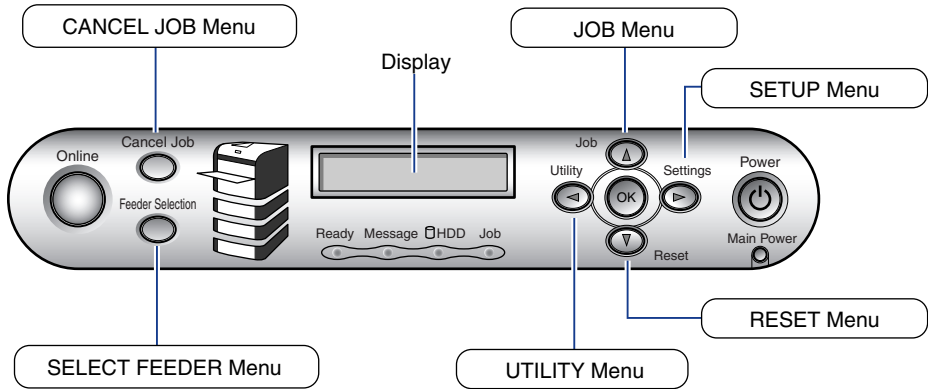 CANCEL JOB Menu
JOB Menu
Display
SETUP Menu
Cancel Job
Job
Online
Utility
Settings
Power
OK
Feeder Selection
Ready Message HDD Job
Main Power
Reset
RESET Menu
SELECT FEEDER Menu
UTILITY Menu